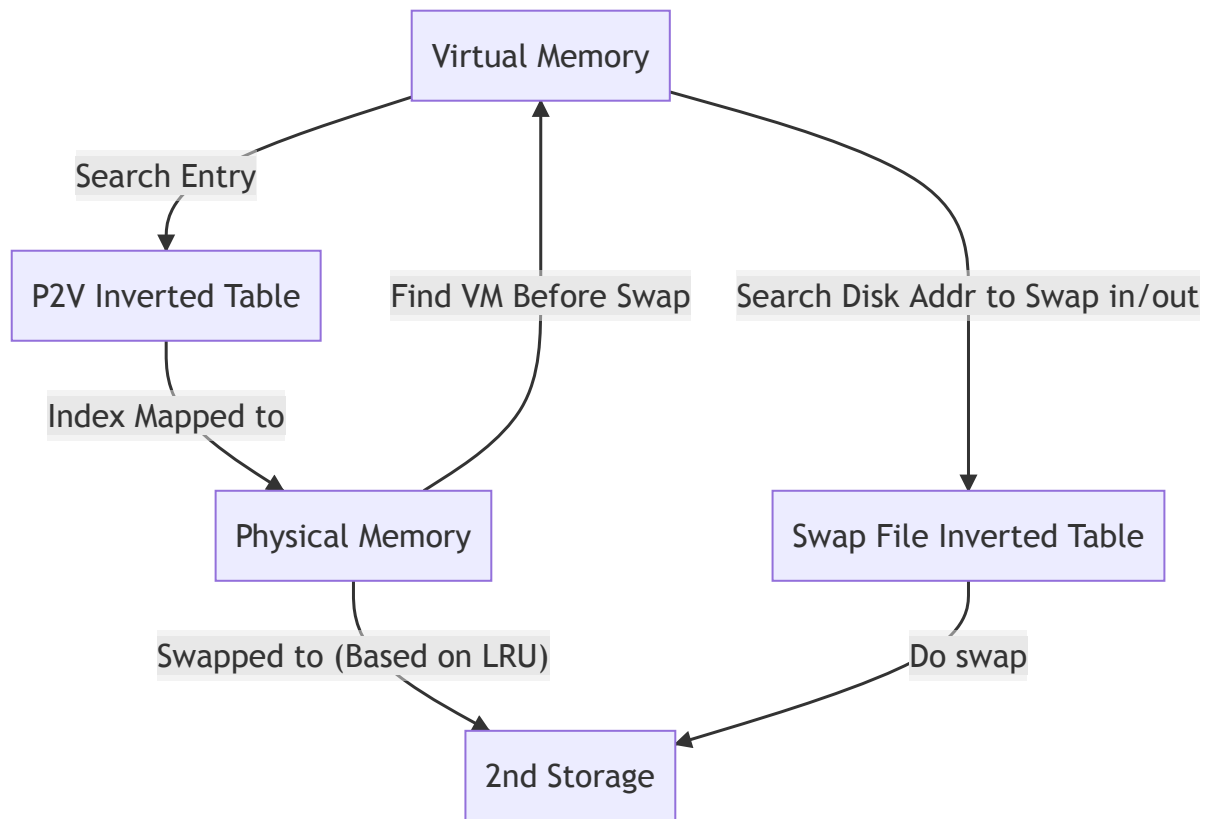 Virtual Memory
Search Entry
P2V Inverted Table
Find VM Before Swap
Search Disk Addr to Swap in/out
Index Mapped to
Physical Memory
Swap File Inverted Table
Swapped to (Based on LRU)
Do swap
2nd Storage